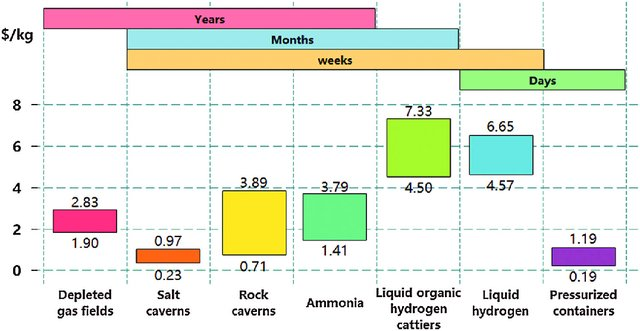 Years
$/kg
Months
weeks
Days
8
7.33
6.65
6
4.50
4.57
4
3.89
3.79
2.83
2
1.90
0.97
1.41
1.19
0.23
0.71
0.19
0
Depleted
gas fields
Salt
caverns
Rock
caverns
Ammonia
Liquid organic
hydrogen
cattiers
Liquid
hydrogen
Pressurized
containers